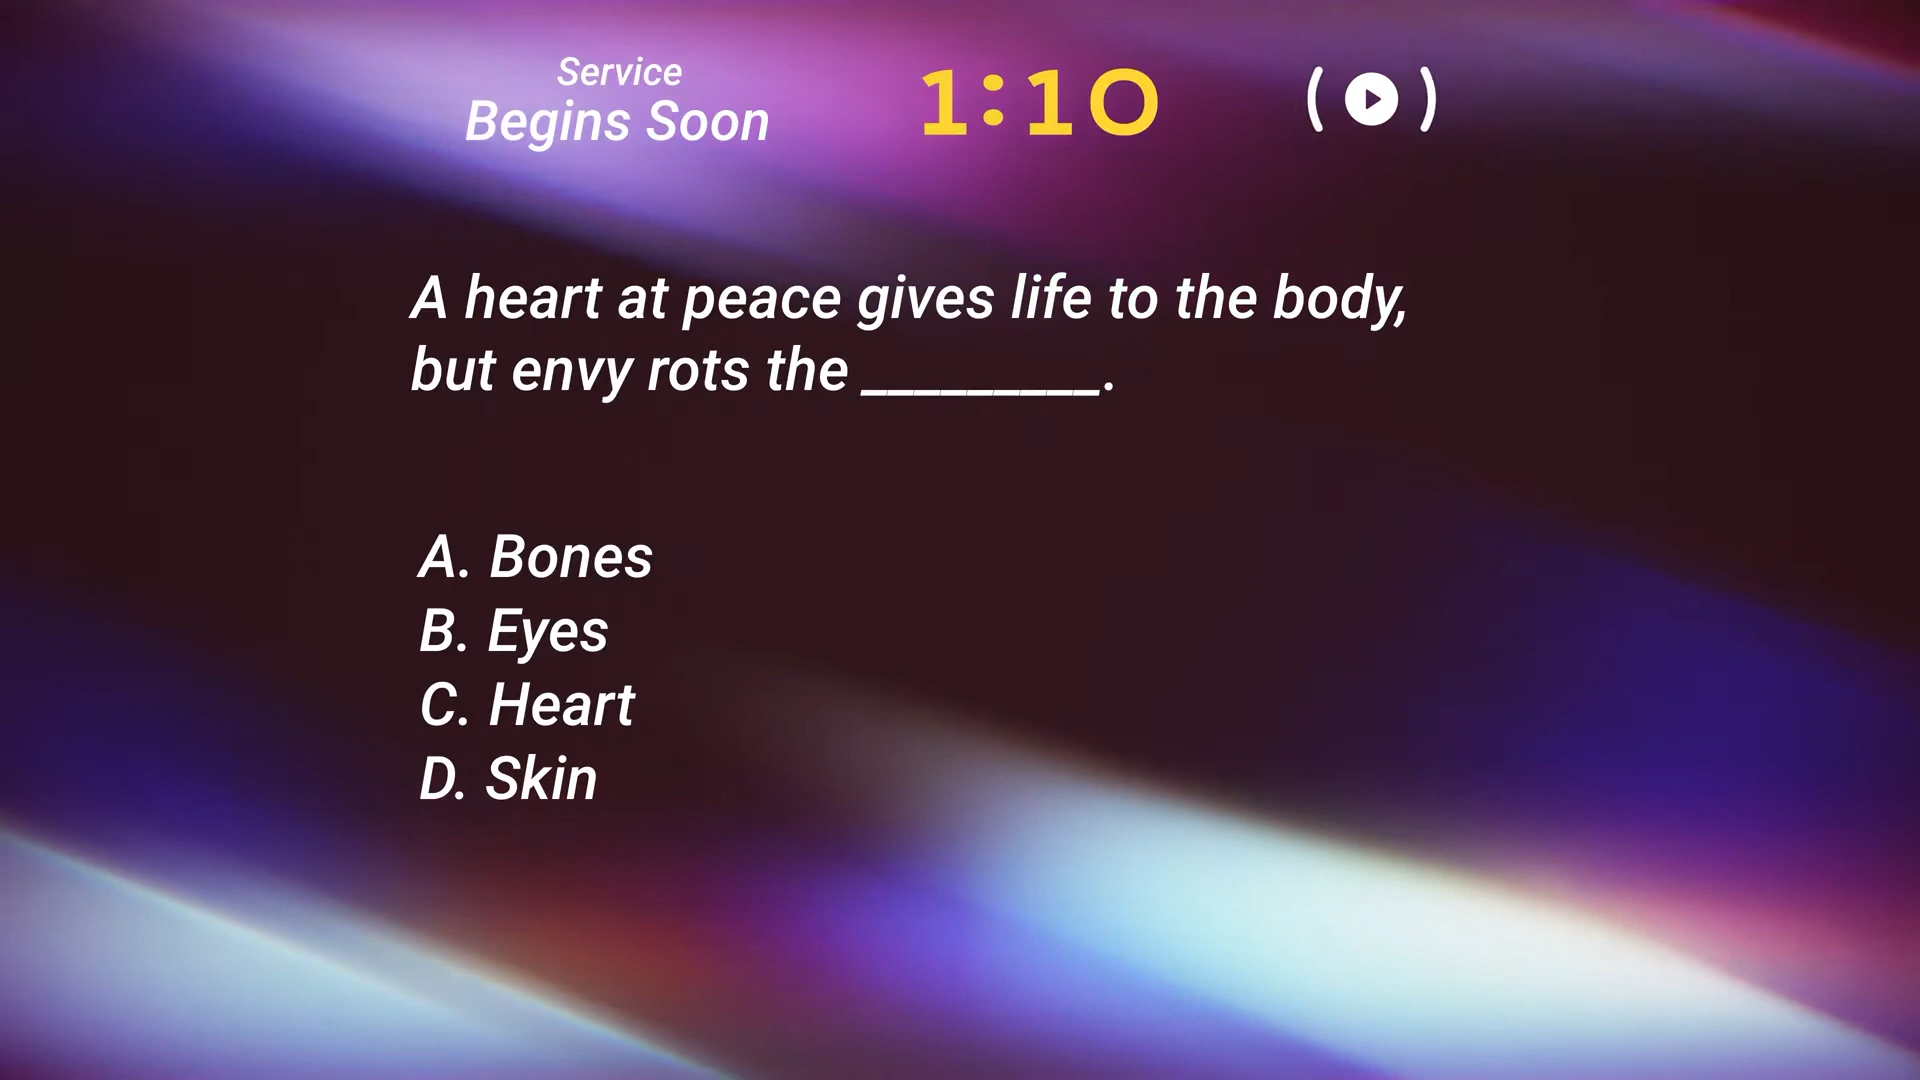 Service
Begins Soon
1:10
A heart at peace gives life to the body,
but envy rots the _________.
A. Bones
B. Eyes
C. Heart
D. Skin